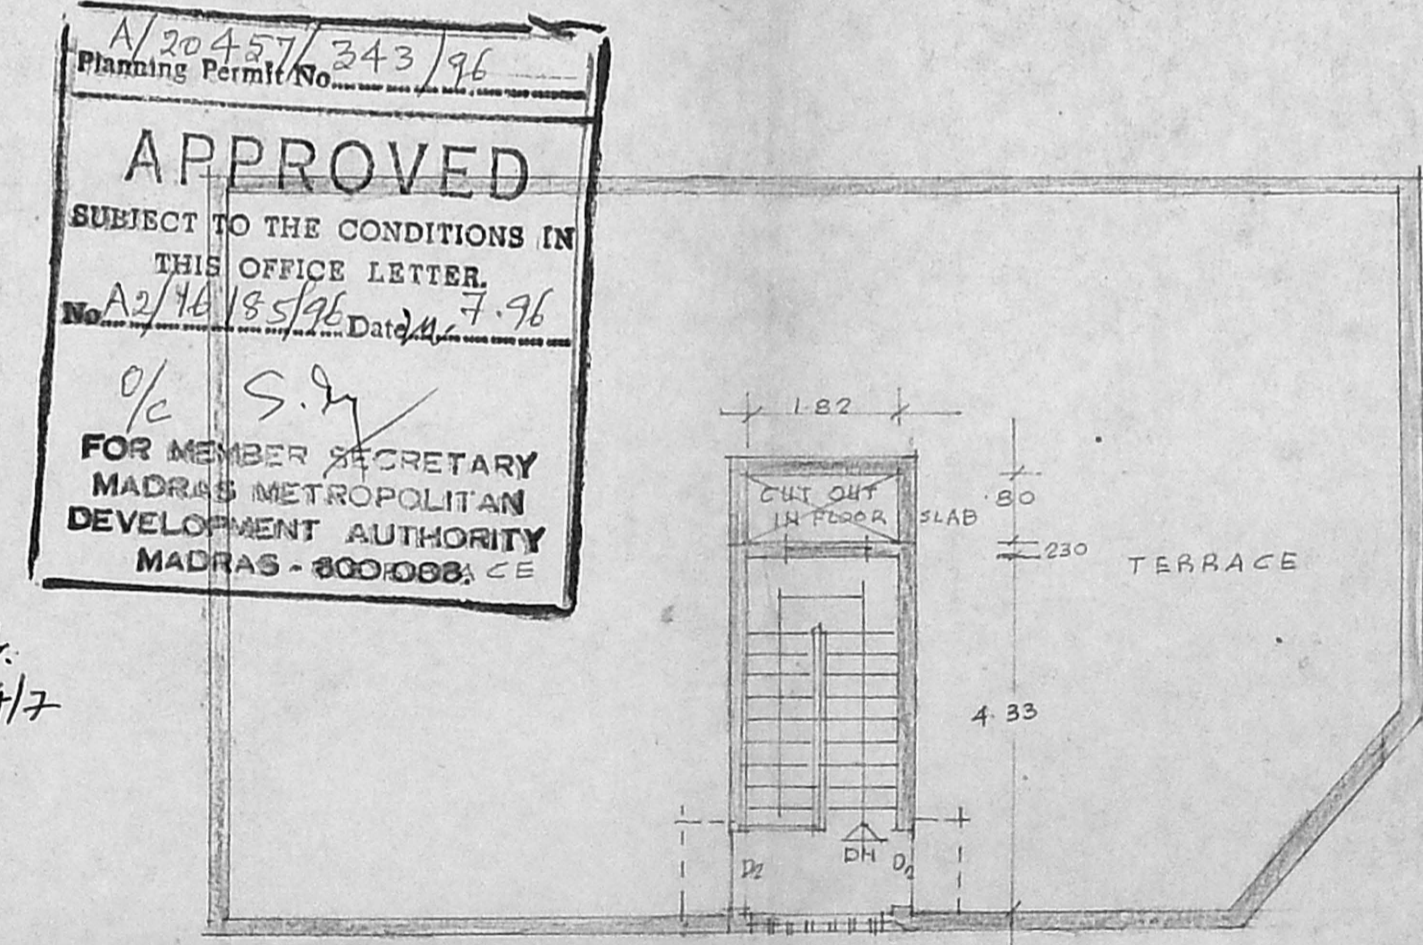 A/20457/343/96
Planning Permit No..............................
APPROVED
SUBJECT TO THE CONDITIONS IN
THIS OFFICE LETTER.
No A2/16185/96 Date 7.96
O/C
FOR MEMBER SECRETARY
MADRAS METROPOLITAN
DEVELOPMENT AUTHORITY
MADRAS - 600 008.
1.82
CUT OUT
IN FLOOR SLAB
.80
230
TERRACE
4.33
DN
D2
D2